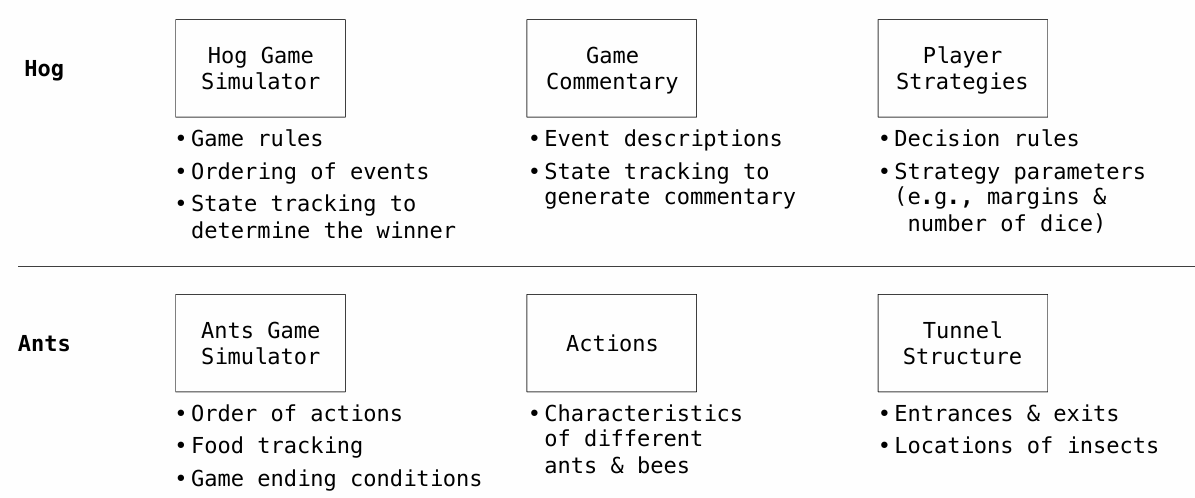 Hog
Hog Game
Simulator
• Game rules
• Ordering of events
• State tracking to
determine the winner
Game
Commentary
• Event descriptions
• State tracking to
generate commentary
Player
Strategies
• Decision rules
• Strategy parameters
(e.g., margins &
number of dice)
Ants
Ants Game
Simulator
• Order of actions
• Food tracking
• Game ending conditions
Actions
• Characteristics
of different
ants & bees
Tunnel
Structure
• Entrances & exits
• Locations of insects